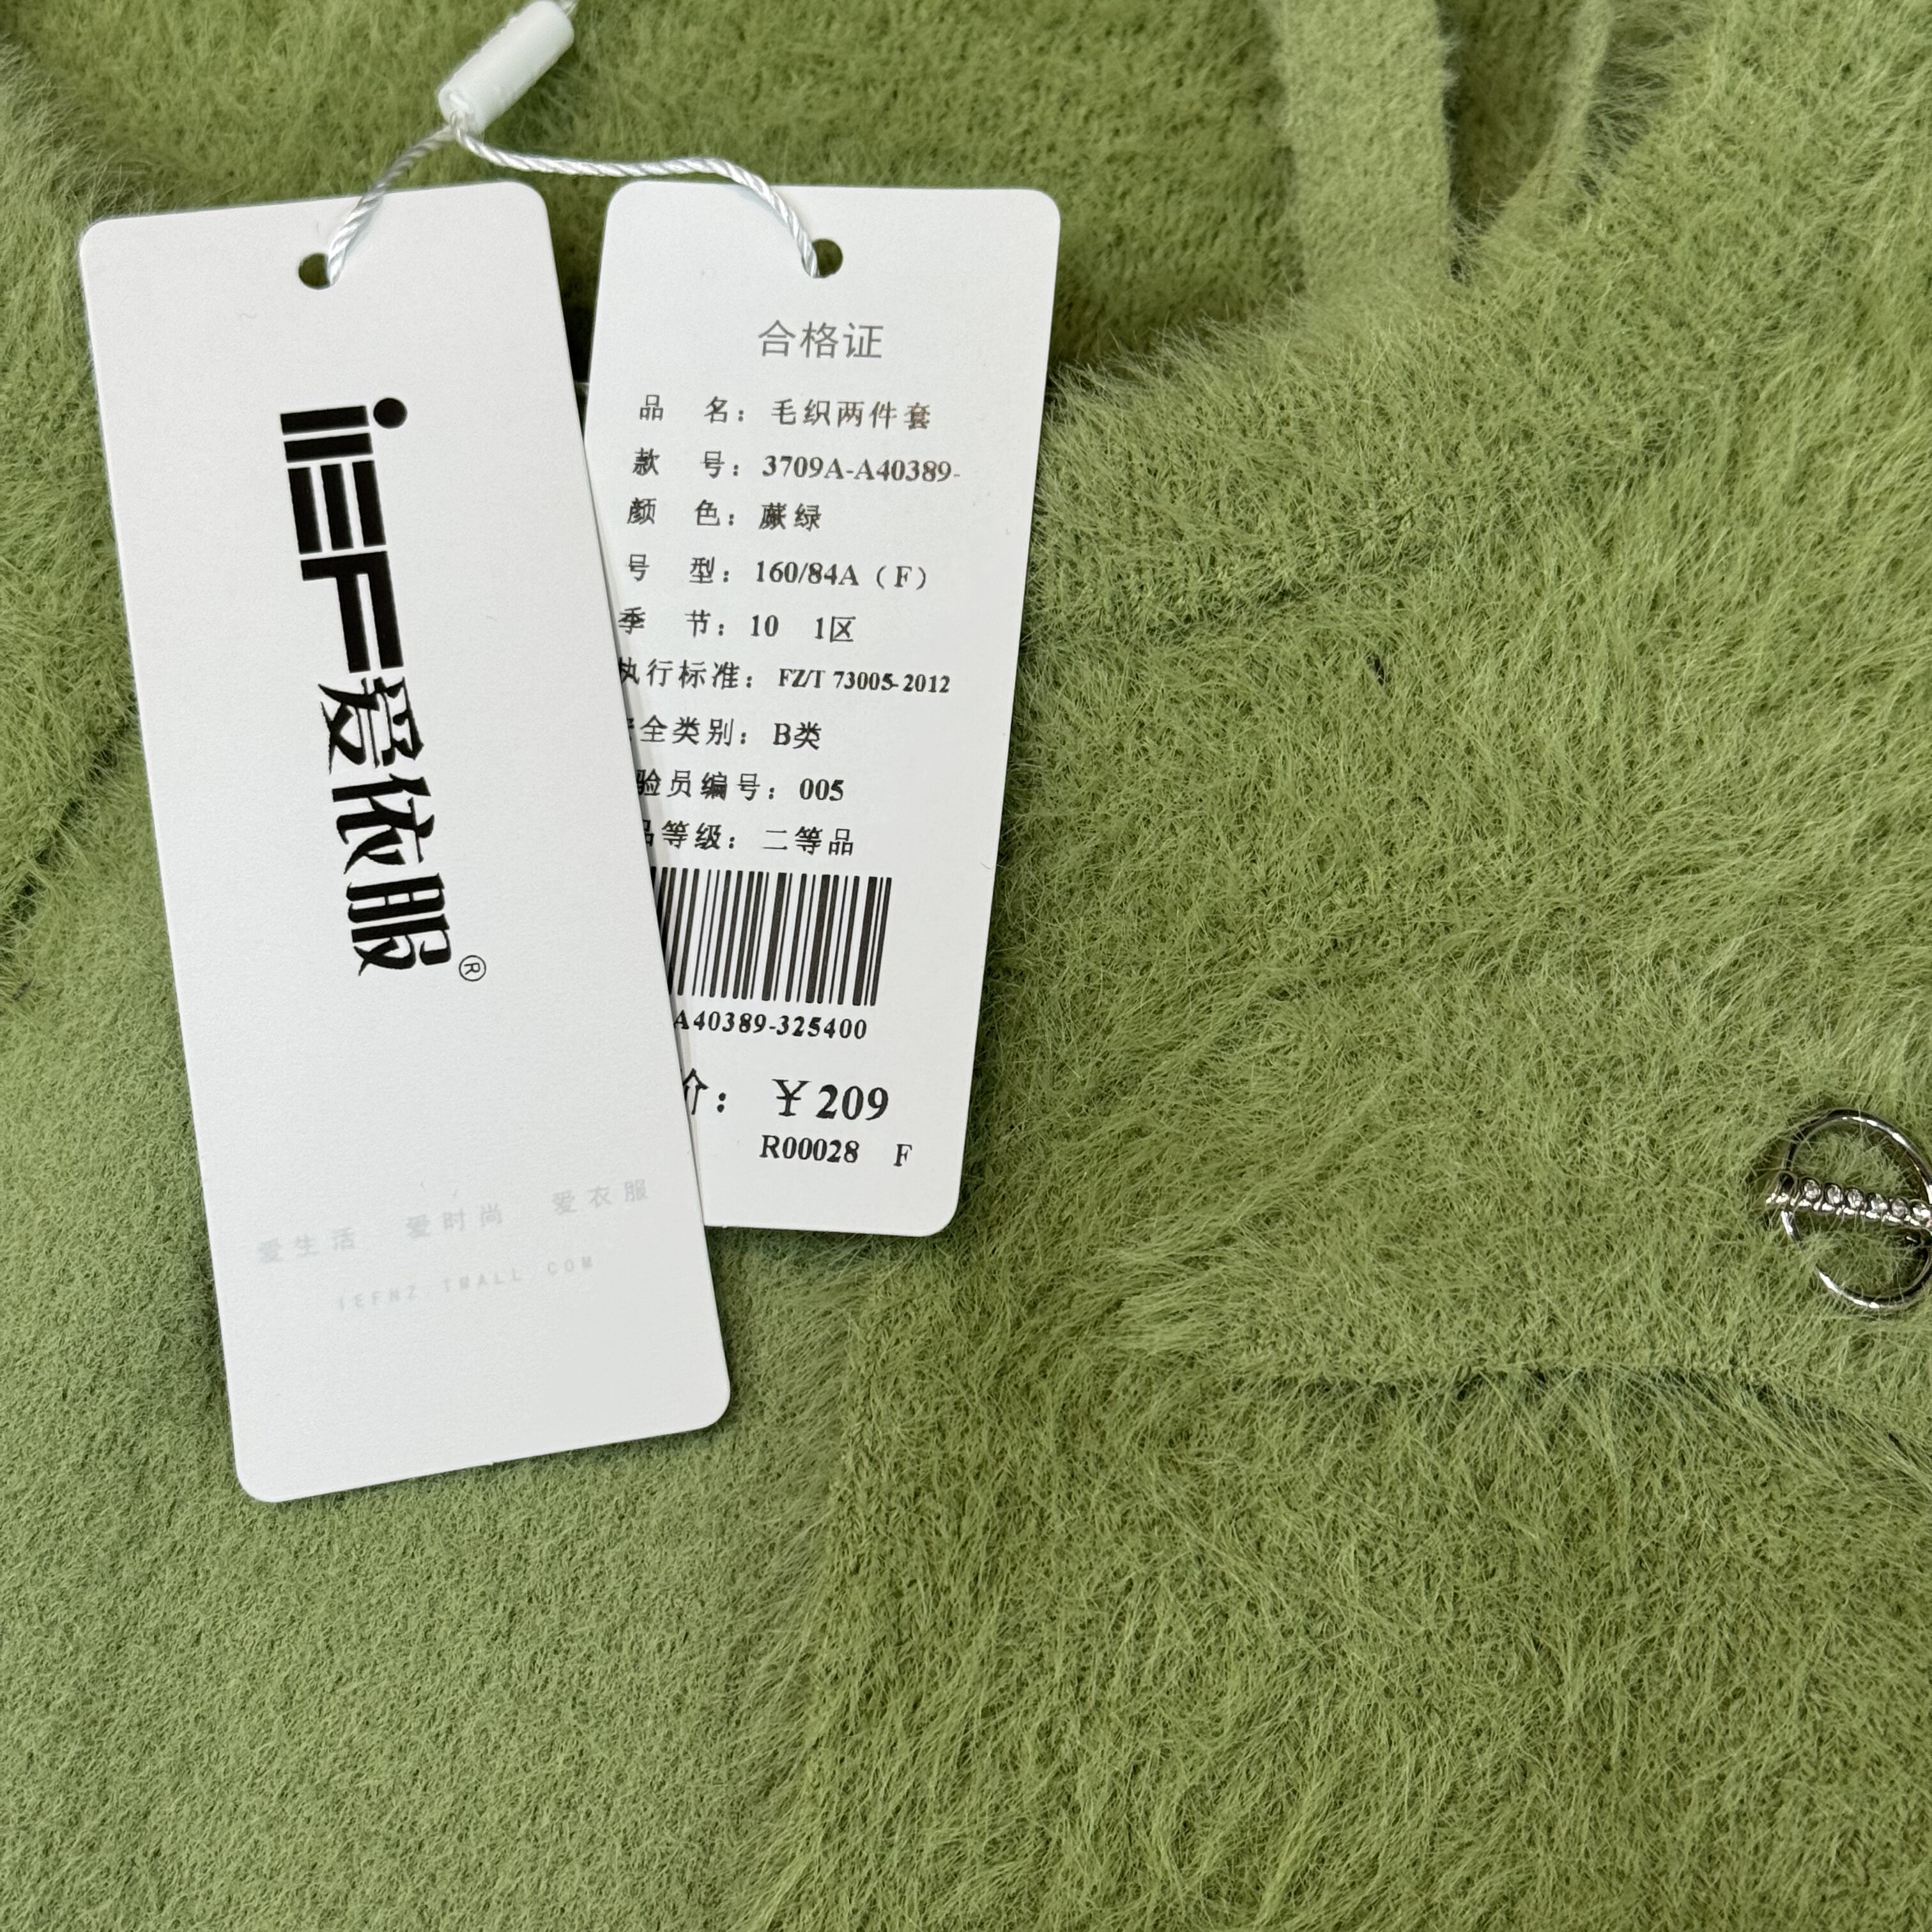 iEF爱依服®
爱生活 爱时尚 爱衣服
IEFNZ.TMALL.COM
合格证
品 名：毛织两件套
款 号：3709A-A40389-
颜 色：蕨绿
号 型：160/84A（F）
季 节：10 1区
执行标准：FZ/T 73005-2012
全类别：B类
验员编号：005
等级：二等品
A40389-325400
：￥209
R00028 F